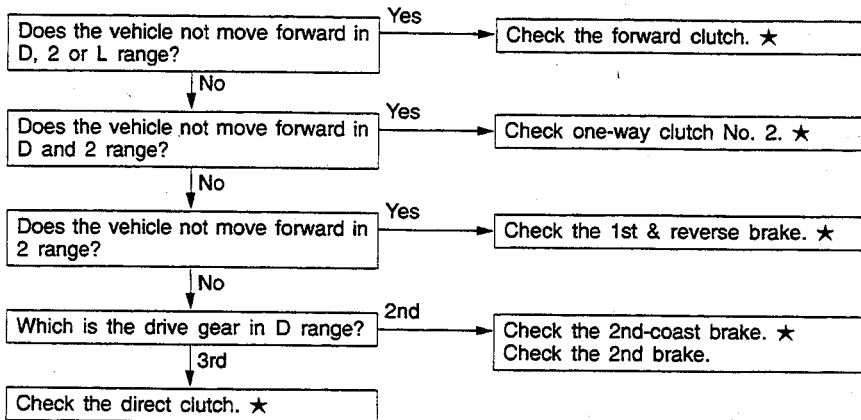 Does the vehicle not move forward in
D, 2 or L range?
Yes
Check the forward clutch. ★
No
Does the vehicle not move forward in
D and 2 range?
Yes
Check one-way clutch No. 2. ★
No
Does the vehicle not move forward in
2 range?
Yes
Check the 1st & reverse brake. ★
No
Which is the drive gear in D range?
2nd
Check the 2nd-coast brake. ★
Check the 2nd brake.
3rd
Check the direct clutch. ★